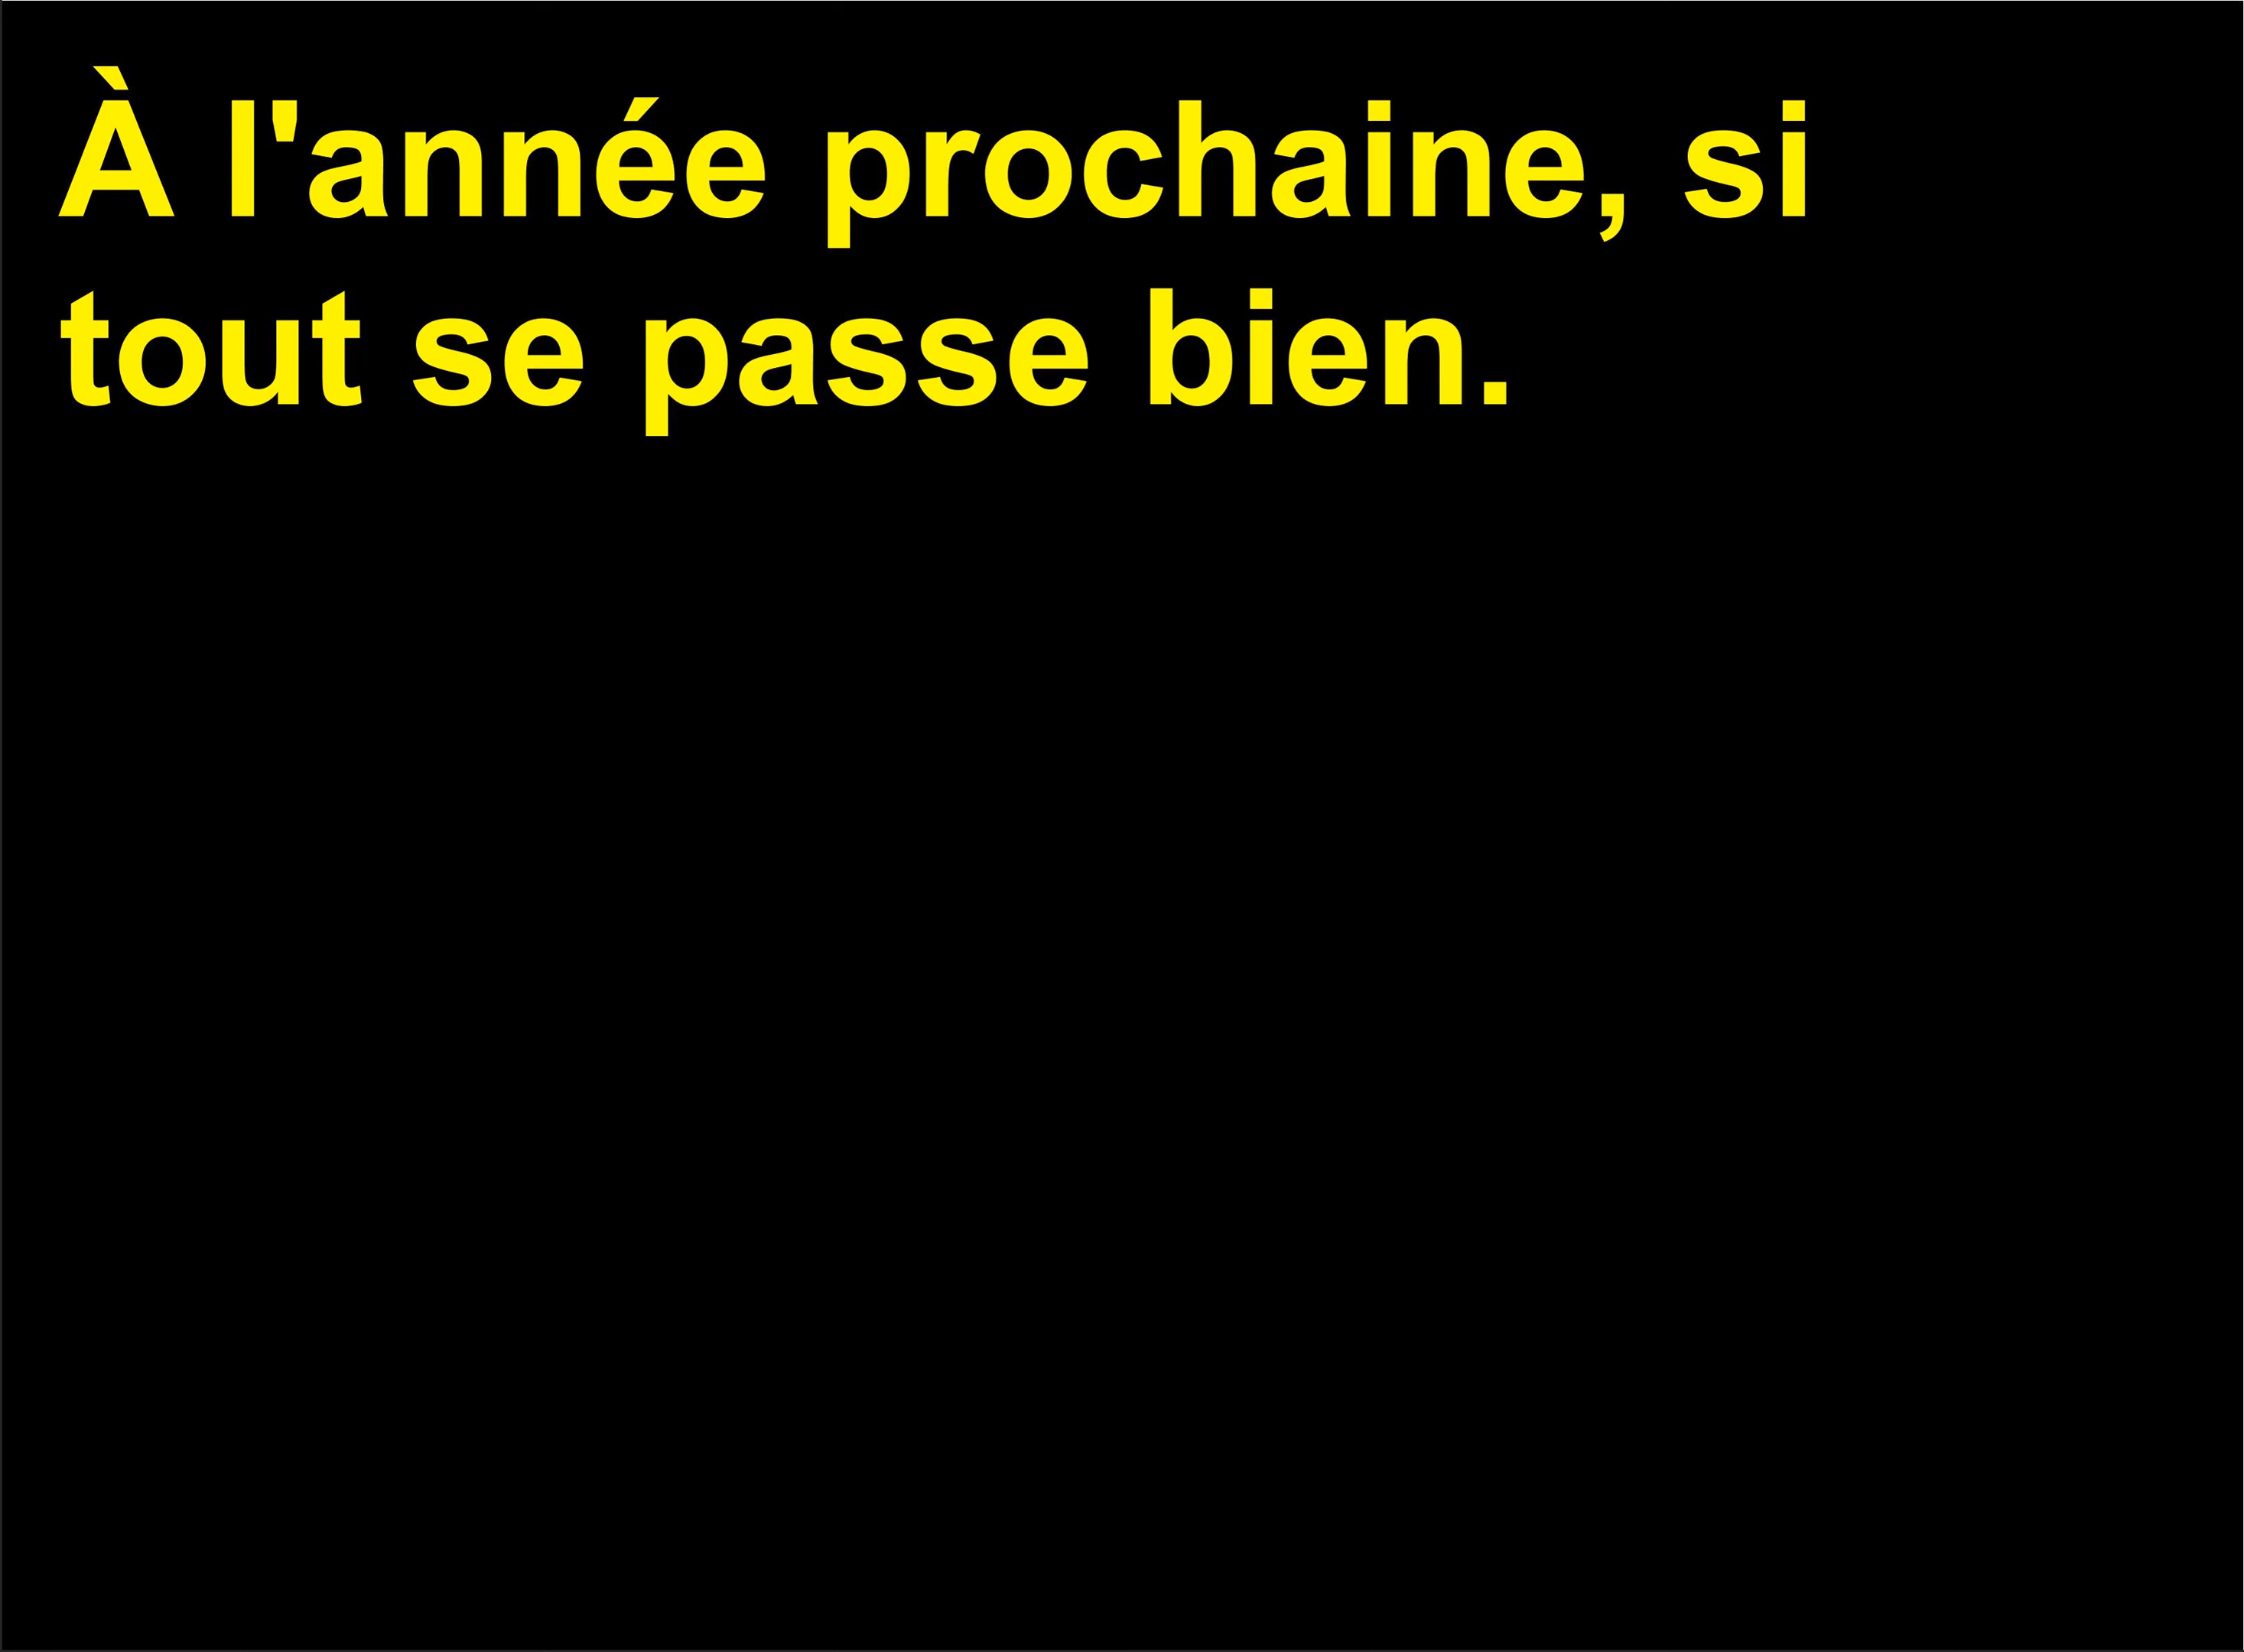 À l'année prochaine, si
tout se passe bien.